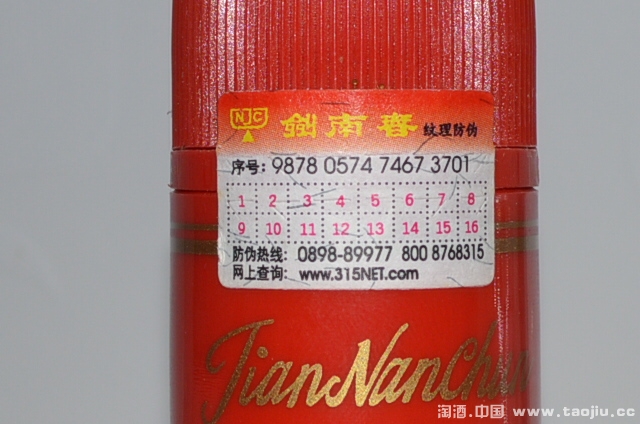 NJC 剑南春 纹理防伪
序号: 9878 0574 7467 3701
1 2 3 4 5 6 7 8
9 10 11 12 13 14 15 16
防伪热线: 0898-89977 800 8768315
网上查询: www.315NET.com
JianNanChun
淘酒.中国 www.taojiu.cc